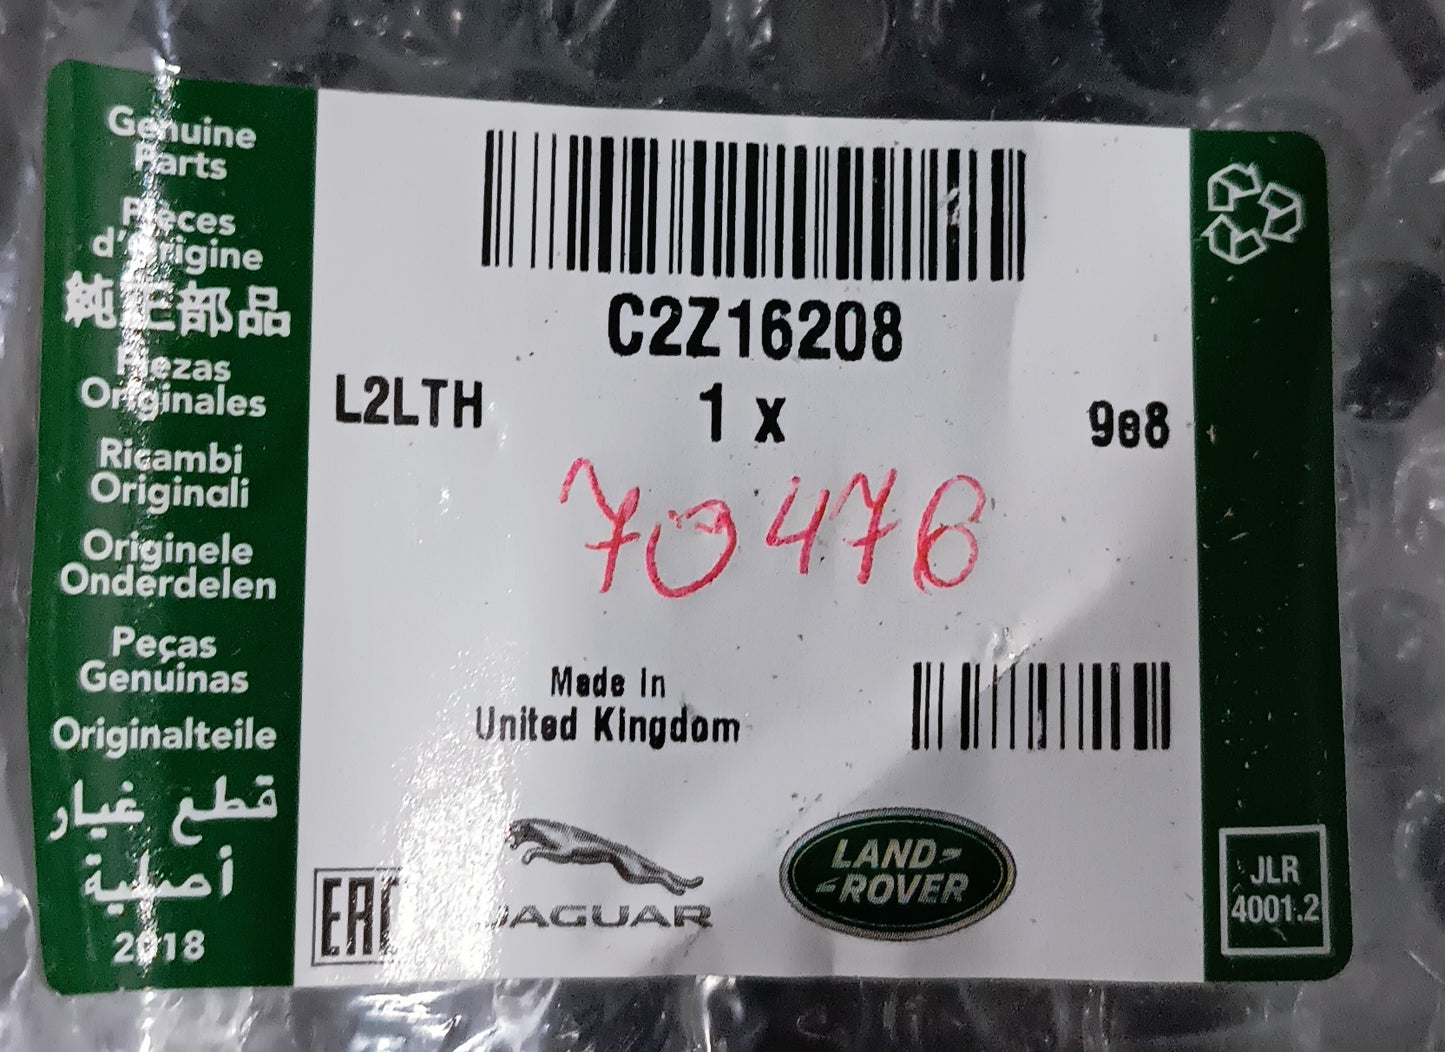 Genuine
Parts
Pièces
d'Origine
純正部品
Piezas
Originales
Ricambi
Originali
Originele
Onderdelen
Peças
Genuinas
Originalteile
قطع غيار
أصلية
2018
C2Z16208
L2LTH 1 x 9e8
70476
Made in
United Kingdom
EAC
JAGUAR
LAND-
-ROVER
JLR
4001.2